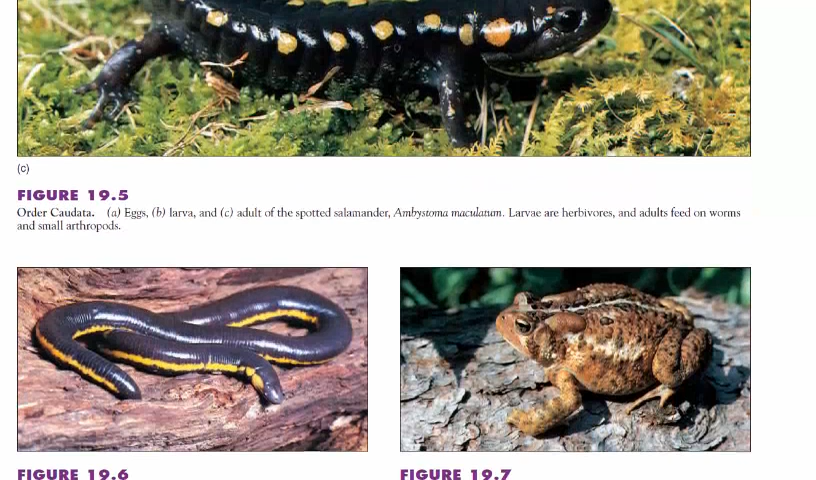 (c)
FIGURE 19.5
Order Caudata. (a) Eggs, (b) larva, and (c) adult of the spotted salamander, Ambystoma maculatum. Larvae are herbivores, and adults feed on worms
and small arthropods.
FIGURE 19.6
FIGURE 19.7